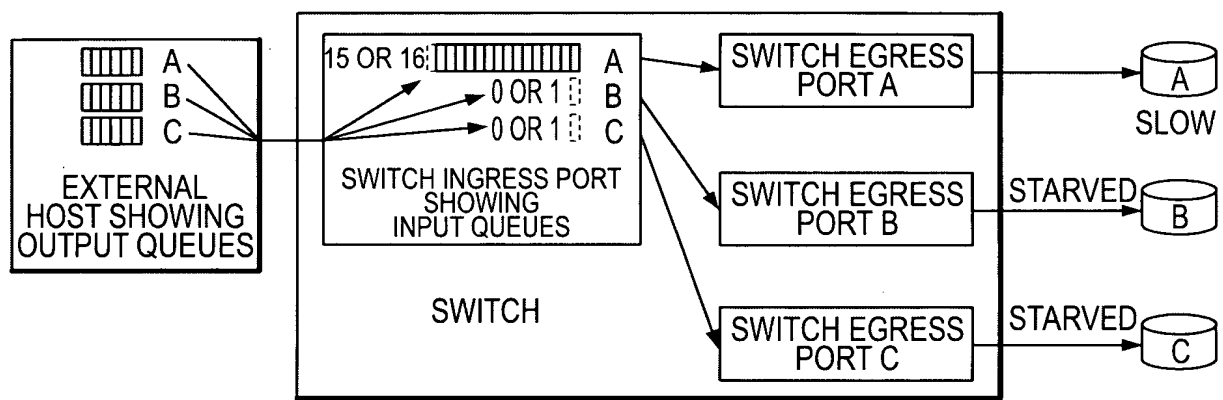 A
B
C
EXTERNAL
HOST SHOWING
OUTPUT QUEUES
15 OR 16
A
0 OR 1
B
0 OR 1
C
SWITCH INGRESS PORT
SHOWING
INPUT QUEUES
SWITCH
SWITCH EGRESS
PORT A
A
SLOW
SWITCH EGRESS
PORT B
STARVED
B
SWITCH EGRESS
PORT C
STARVED
C